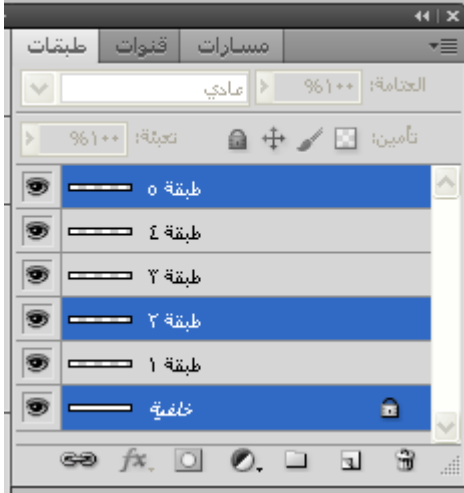 طبقات قنوات مسارات
عادي العتامة: ١٠٠%
تأمين: تعبئة: ١٠٠%
طبقة ٥
طبقة ٤
طبقة ٣
طبقة ٢
طبقة ١
خلفية
fx.